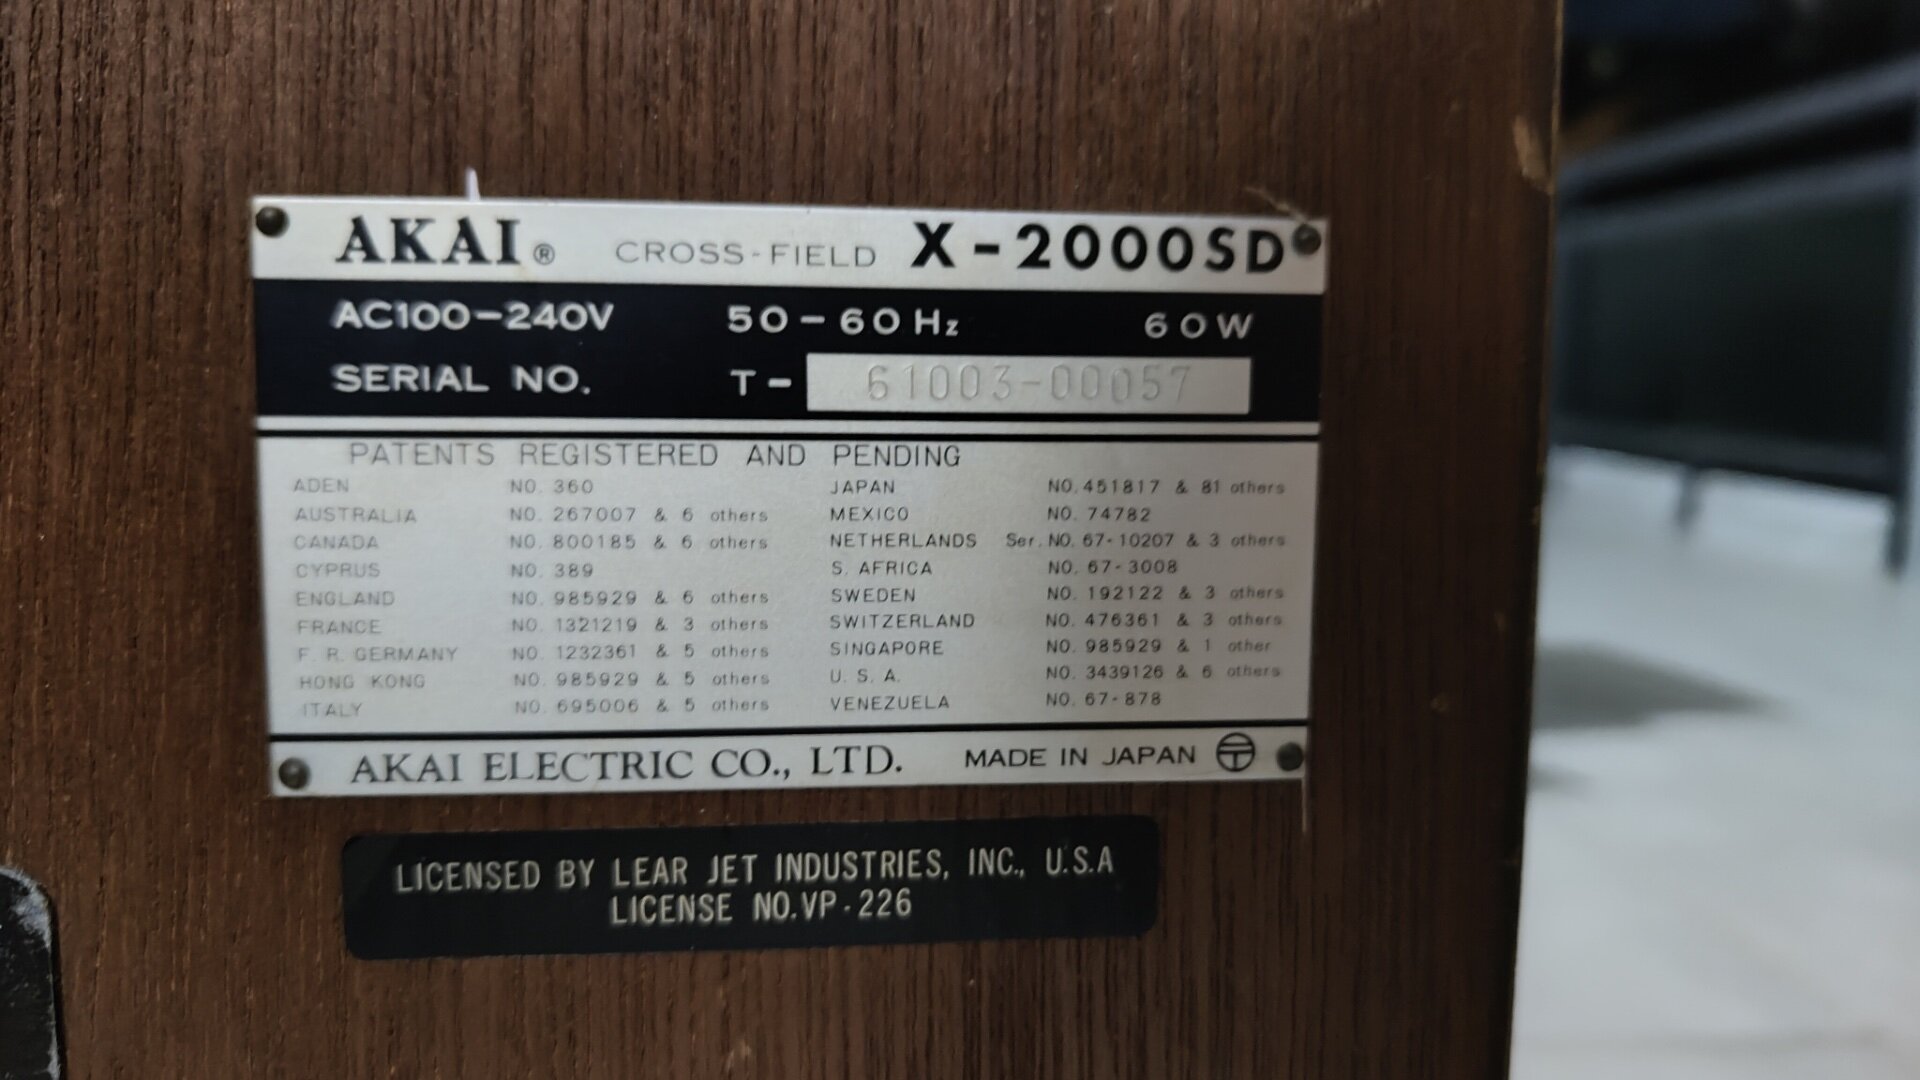 AKAI® CROSS-FIELD X-2000SD
AC100-240V 50-60Hz 60W
SERIAL NO. T- 61003-00057
PATENTS REGISTERED AND PENDING
ADEN NO. 360 JAPAN NO. 451817 & 81 others
AUSTRALIA NO. 267007 & 6 others MEXICO NO. 74782
CANADA NO. 800185 & 6 others NETHERLANDS Ser. NO. 67-10207 & 3 others
CYPRUS NO. 389 S. AFRICA NO. 67-3008
ENGLAND NO. 985929 & 6 others SWEDEN NO. 192122 & 3 others
FRANCE NO. 1321219 & 3 others SWITZERLAND NO. 476361 & 3 others
F. R. GERMANY NO. 1232361 & 5 others SINGAPORE NO. 985929 & 1 other
HONG KONG NO. 985929 & 5 others U. S. A. NO. 3439126 & 6 others
ITALY NO. 695006 & 5 others VENEZUELA NO. 67-878
AKAI ELECTRIC CO., LTD. MADE IN JAPAN
LICENSED BY LEAR JET INDUSTRIES, INC., U.S.A
LICENSE NO. VP-226